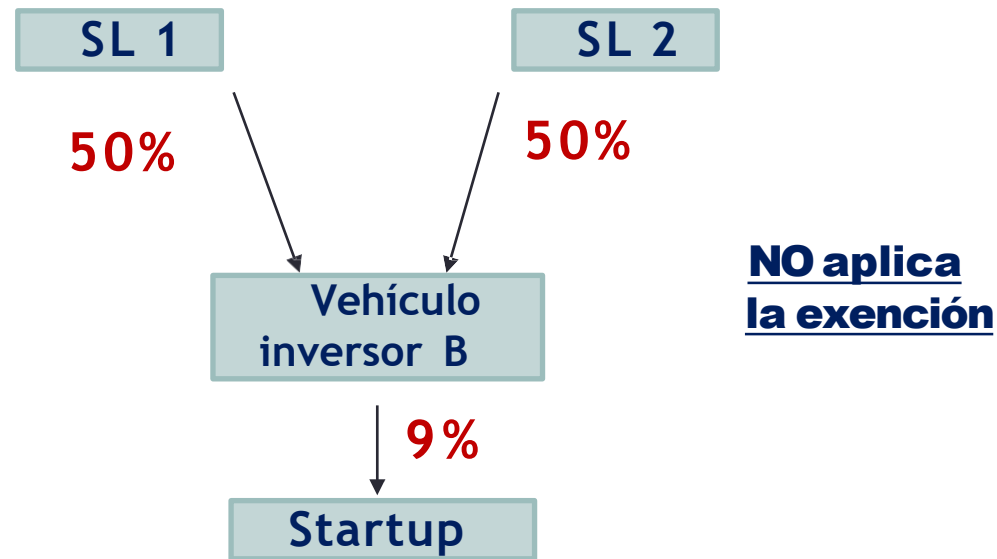 SL 1
SL 2
50%
50%
NO aplica
la exención
Vehículo
inversor B
9%
Startup